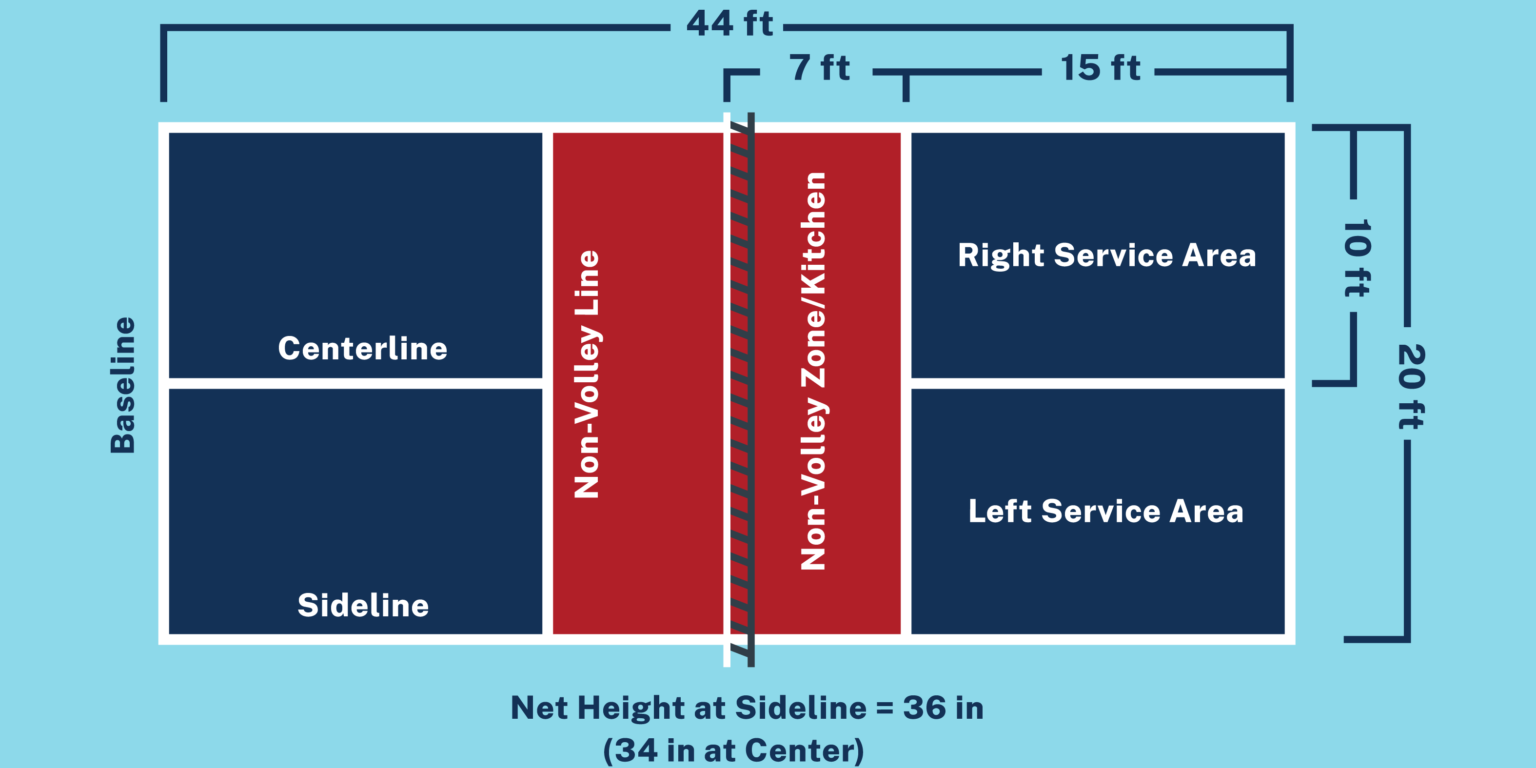 44 ft
7 ft
15 ft
Baseline
Centerline
Sideline
Non-Volley Line
Non-Volley Zone/Kitchen
Right Service Area
Left Service Area
10 ft
20 ft
Net Height at Sideline = 36 in
(34 in at Center)